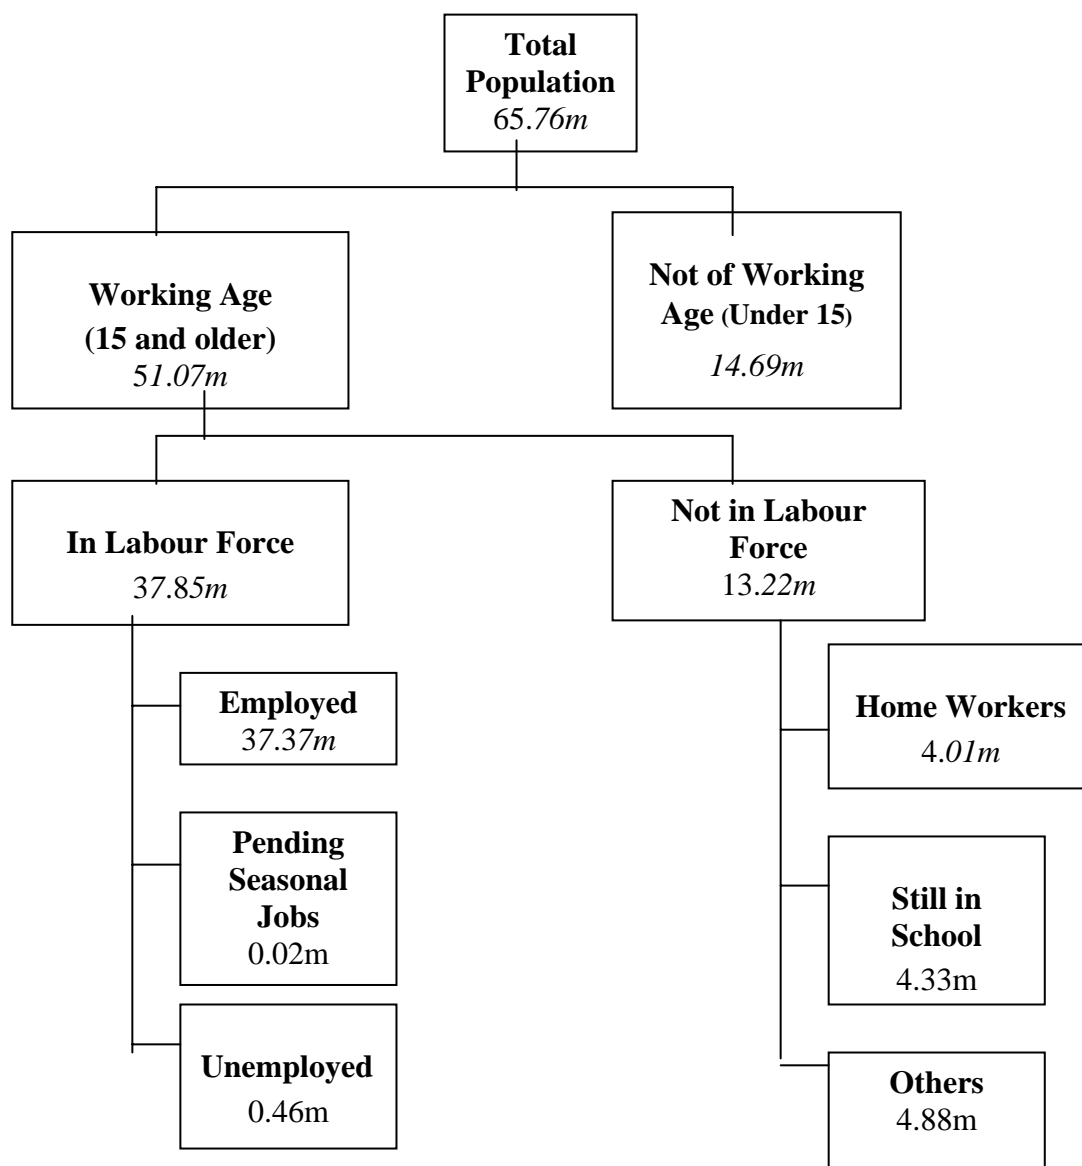 Total
Population
65.76m
Working Age
(15 and older)
51.07m
Not of Working
Age (Under 15)
14.69m
In Labour Force
37.85m
Not in Labour
Force
13.22m
Employed
37.37m
Pending
Seasonal
Jobs
0.02m
Unemployed
0.46m
Home Workers
4.01m
Still in
School
4.33m
Others
4.88m